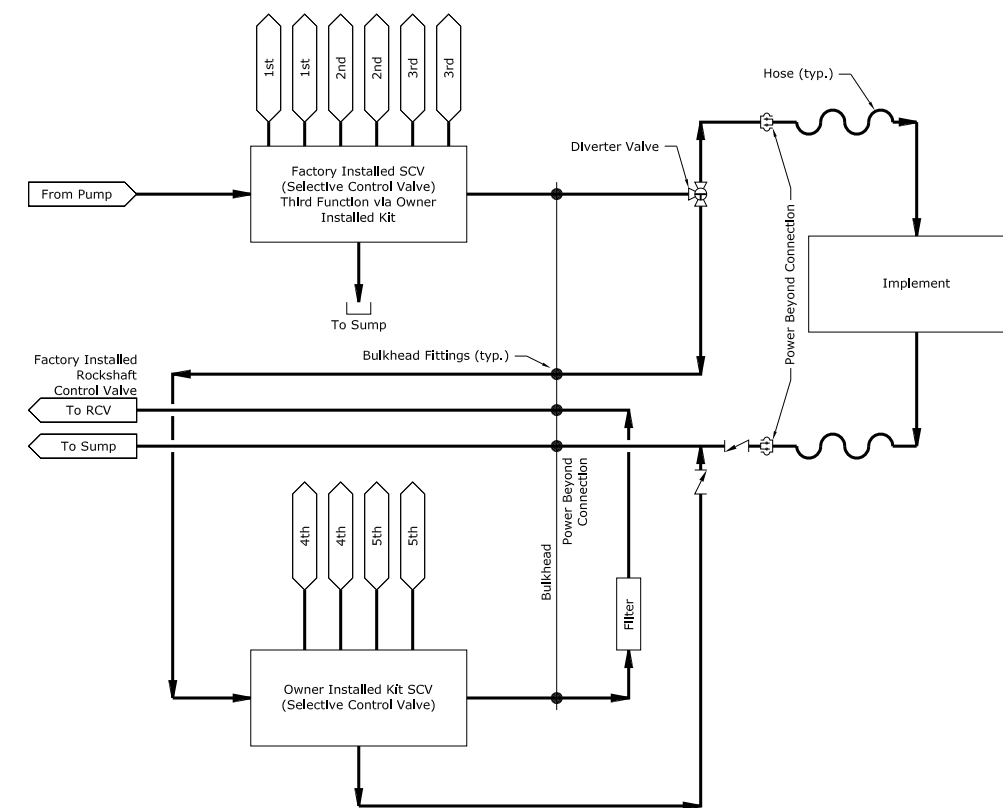 1st
1st
2nd
2nd
3rd
3rd
Hose (typ.)
Diverter Valve
From Pump
Factory Installed SCV
(Selective Control Valve)
Third Function via Owner
Installed Kit
Power Beyond Connection
Implement
To Sump
Bulkhead Fittings (typ.)
Factory Installed
Rockshaft
Control Valve
To RCV
To Sump
4th
4th
5th
5th
Power Beyond
Connection
Bulkhead
Filter
Owner Installed Kit SCV
(Selective Control Valve)